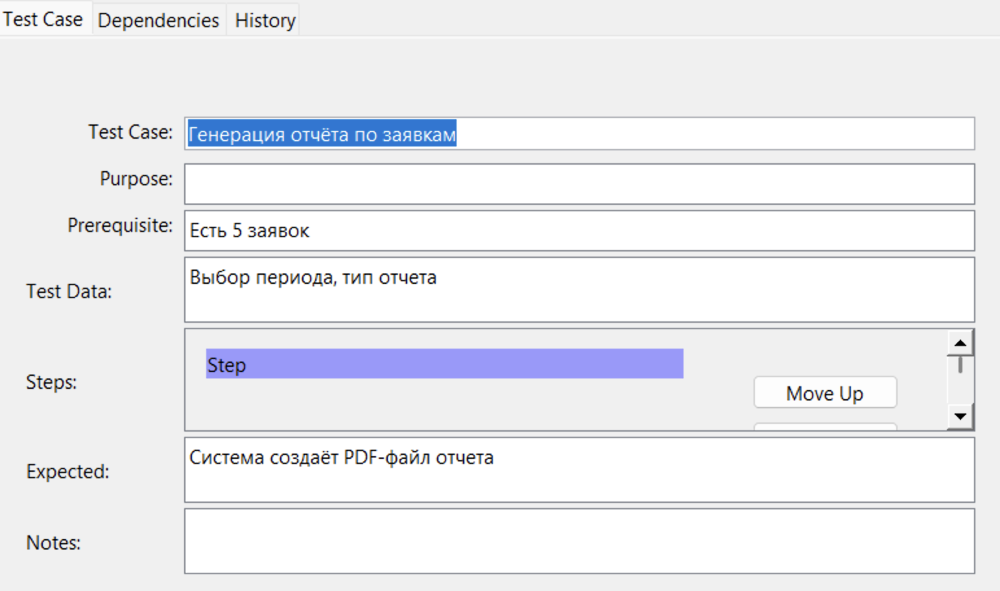 Test Case Dependencies History
Test Case: Генерация отчёта по заявкам
Purpose:
Prerequisite: Есть 5 заявок
Test Data: Выбор периода, тип отчета
Steps: Step
Move Up
Expected: Система создаёт PDF-файл отчета
Notes: